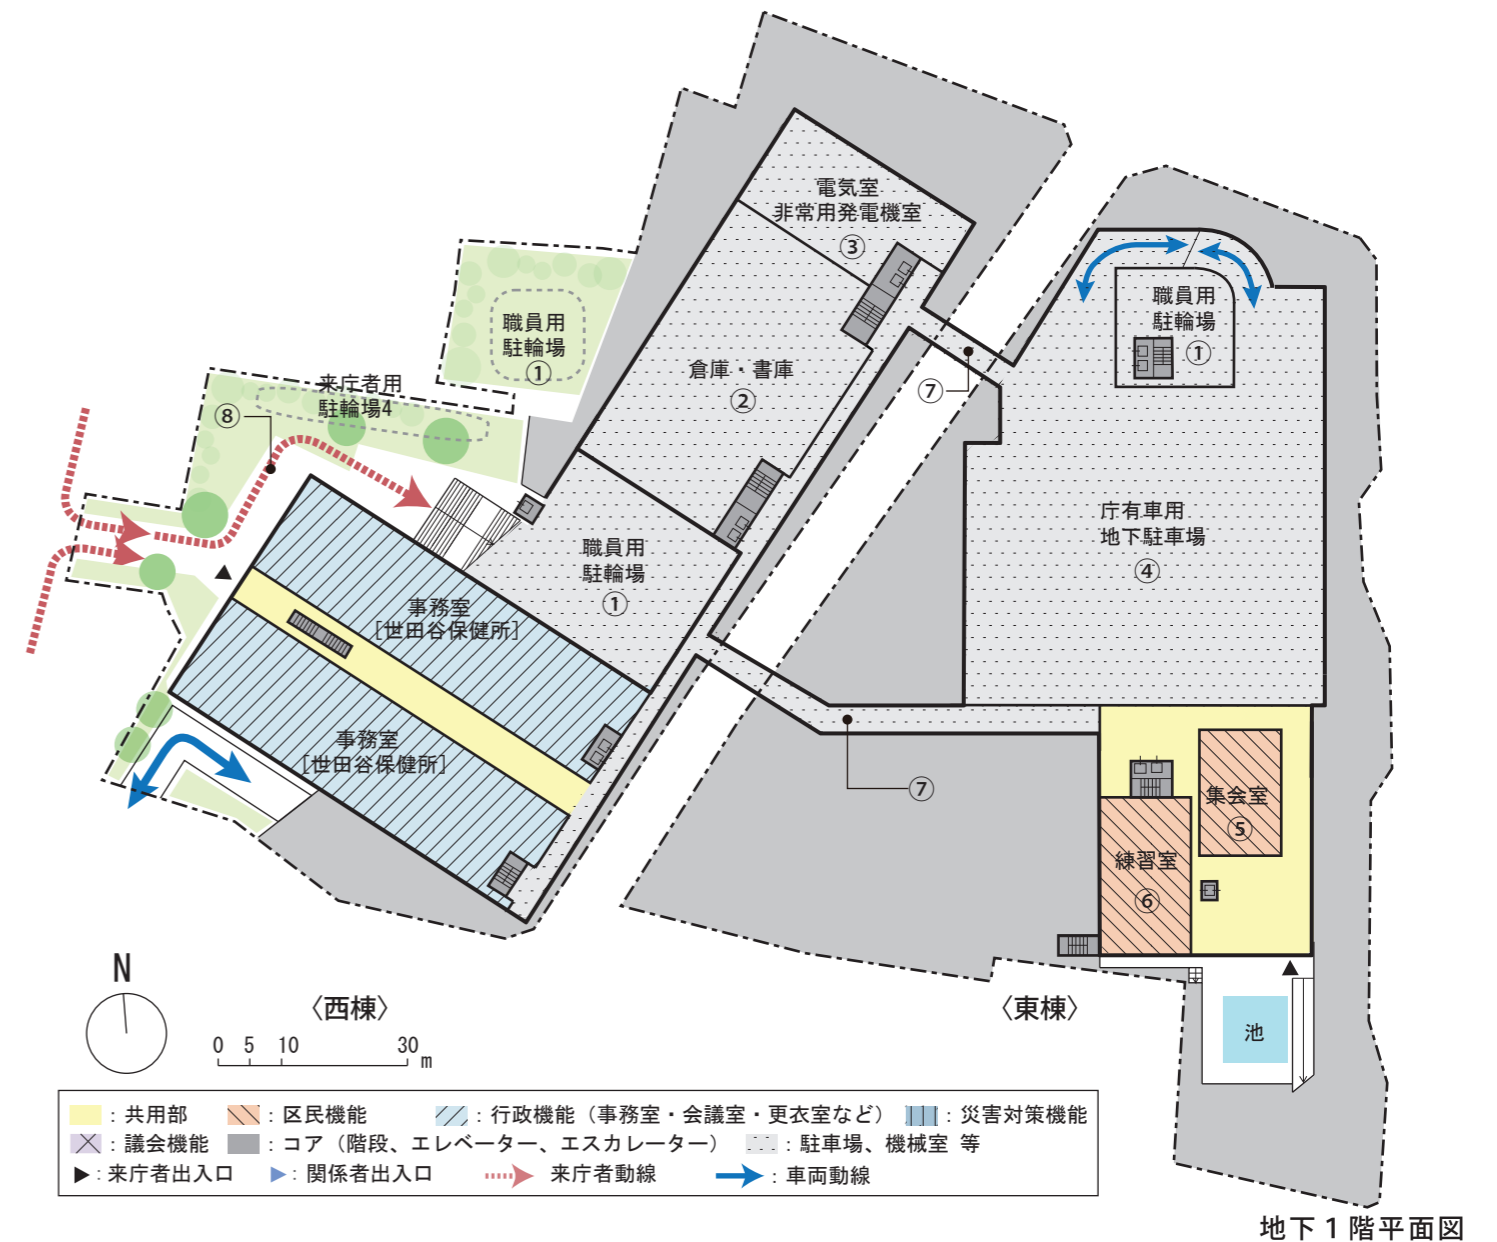 電気室
非常用発電機室
③
職員用
駐輪場
①
職員用
駐輪場
①
倉庫・書庫
②
⑦
来庁者用
駐輪場4
⑧
庁有車用
地下駐車場
④
職員用
駐輪場
①
事務室
[世田谷保健所]
事務室
[世田谷保健所]
⑦
集会室
⑤
練習室
⑥
池
N
〈西棟〉
〈東棟〉
0 5 10 30 m
：共用部 ：区民機能 ：行政機能（事務室・会議室・更衣室など） ：災害対策機能
：議会機能 ：コア（階段、エレベーター、エスカレーター） ：駐車場、機械室 等
▶：来庁者出入口 ▶：関係者出入口 来庁者動線 ：車両動線
地下１階平面図